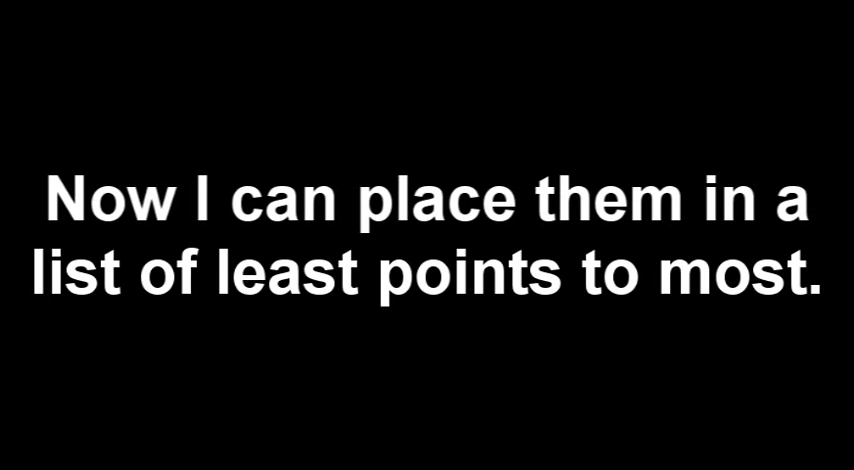 Now I can place them in a
list of least points to most.